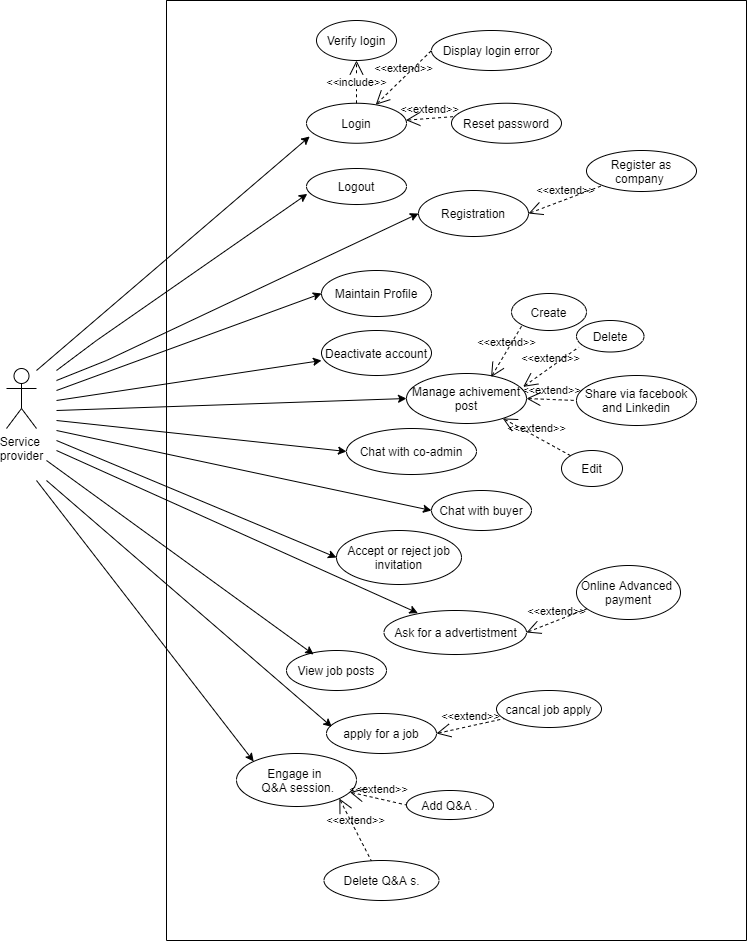 Verify login
Display login error
<<extend>>
<<include>>
<<extend>>
Login
Reset password
Register as
company
<<extend>>
Logout
Registration
Maintain Profile
Create
Delete
<<extend>>
<<extend>>
Deactivate account
Manage achivement
post
<<extend>>
Share via facebook
and Linkedin
<<extend>>
Service
provider
Chat with co-admin
Edit
Chat with buyer
Accept or reject job
invitation
Online Advanced
payment
<<extend>>
Ask for a advertistment
View job posts
cancal job apply
<<extend>>
apply for a job
Engage in
Q&A session.
<<extend>>
Add Q&A .
<<extend>>
Delete Q&A s.